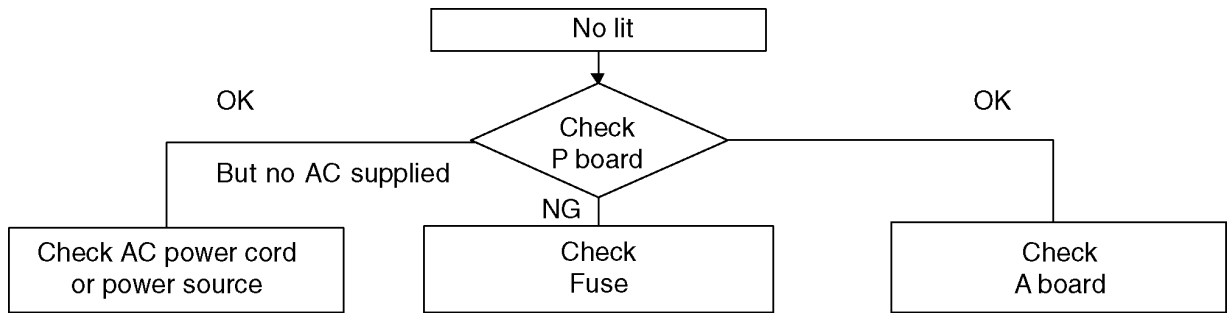 No lit
OK
OK
Check
P board
But no AC supplied
NG
Check AC power cord
or power source
Check
Fuse
Check
A board